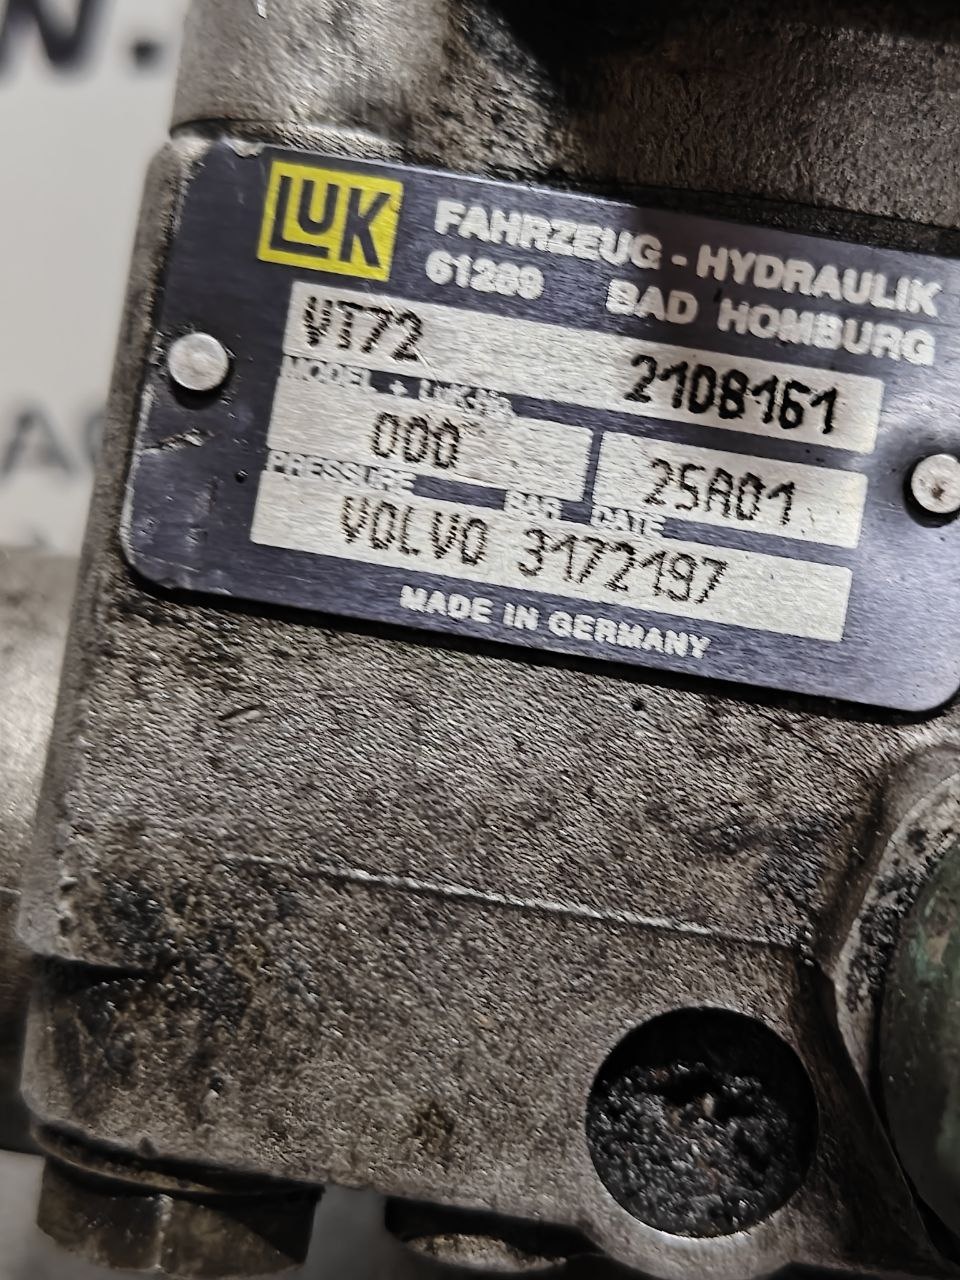 W.
LUK
FAHRZEUG - HYDRAULIK
61289 BAD HOMBURG
VT72 2108161
MODEL + LUK-No.
000 25A01
PRESSURE BAR DATE
VOLVO 3172197
MADE IN GERMANY